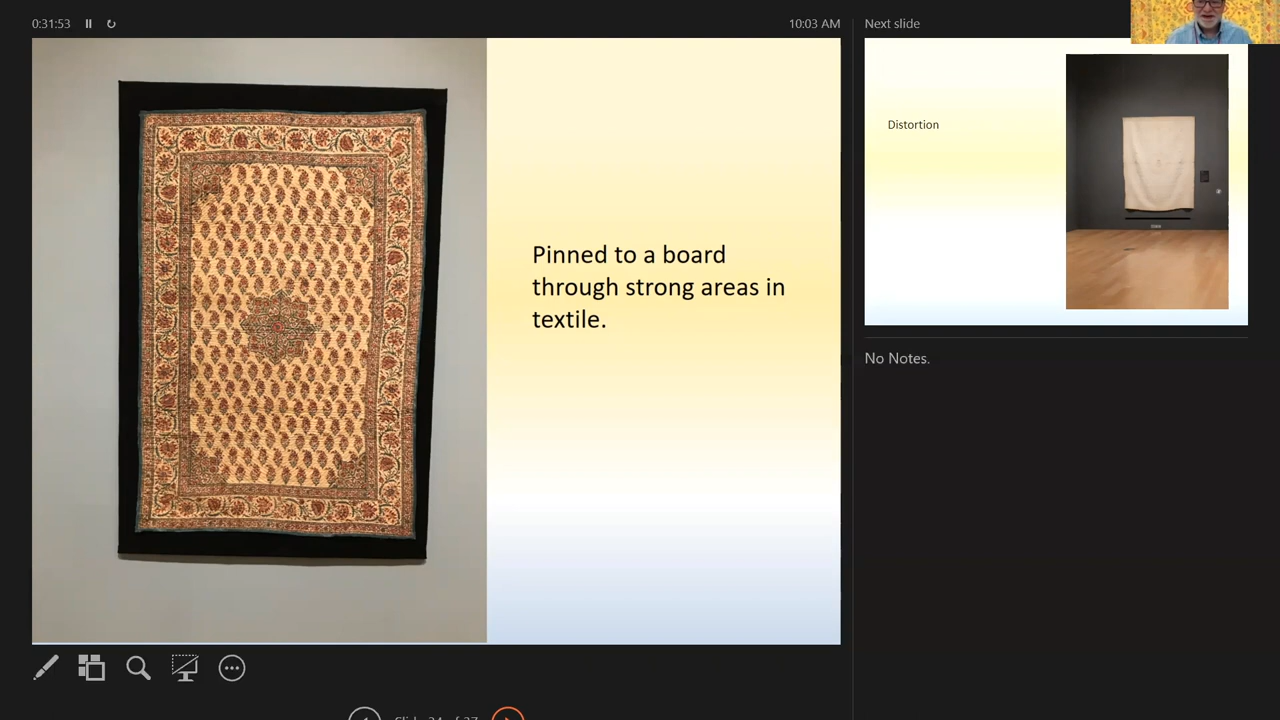 0:31:53
10:03 AM
Next slide
Pinned to a board
through strong areas in
textile.
Distortion
No Notes.